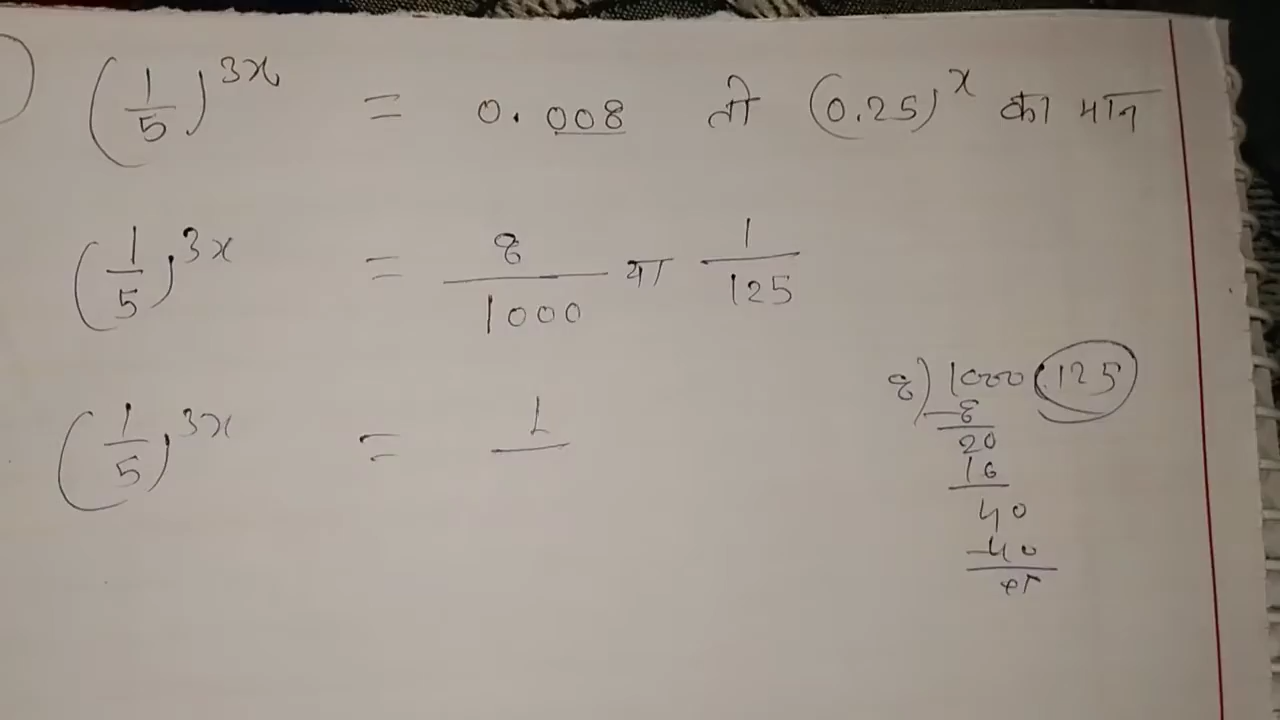 (1/5)^3x = 0.008 तो (0.25)^x का मान
(1/5)^3x = 8/1000 या 1/125
(1/5)^3x = 1/
8)1000(125
-8
20
16
40
-40